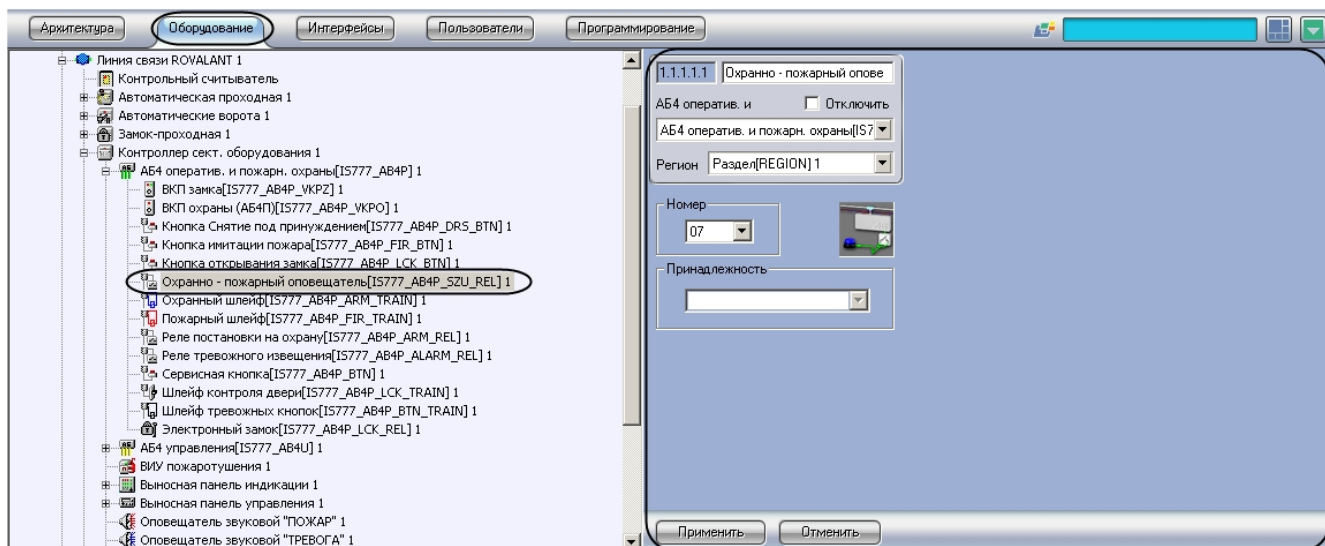 Архитектура Оборудование Интерфейсы Пользователи Программирование
Линия связи ROVALANT 1
Контрольный считыватель
Автоматическая проходная 1
Автоматические ворота 1
Замок-проходная 1
Контроллер сект. оборудования 1
АБ4 оператив. и пожарн. охраны[IS777_AB4P] 1
ВКП замка[IS777_AB4P_VKPZ] 1
ВКП охраны (АБ4П)[IS777_AB4P_VKPO] 1
Кнопка Снятие под принуждением[IS777_AB4P_DRS_BTN] 1
Кнопка имитации пожара[IS777_AB4P_FIR_BTN] 1
Кнопка открывания замка[IS777_AB4P_LCK_BTN] 1
Охранно - пожарный оповещатель[IS777_AB4P_SZU_REL] 1
Охранный шлейф[IS777_AB4P_ARM_TRAIN] 1
Пожарный шлейф[IS777_AB4P_FIR_TRAIN] 1
Реле постановки на охрану[IS777_AB4P_ARM_REL] 1
Реле тревожного извещения[IS777_AB4P_ALARM_REL] 1
Сервисная кнопка[IS777_AB4P_BTN] 1
Шлейф контроля двери[IS777_AB4P_LCK_TRAIN] 1
Шлейф тревожных кнопок[IS777_AB4P_BTN_TRAIN] 1
Электронный замок[IS777_AB4P_LCK_REL] 1
АБ4 управления[IS777_AB4U] 1
ВИУ пожаротушения 1
Выносная панель индикации 1
Выносная панель управления 1
Оповещатель звуковой "ПОЖАР" 1
Оповещатель звуковой "ТРЕВОГА" 1
1.1.1.1.1 Охранно - пожарный опове
АБ4 оператив. и Отключить
АБ4 оператив. и пожарн. охраны[IS7
Регион Раздел[REGION] 1
Номер
07
Принадлежность
Применить Отменить